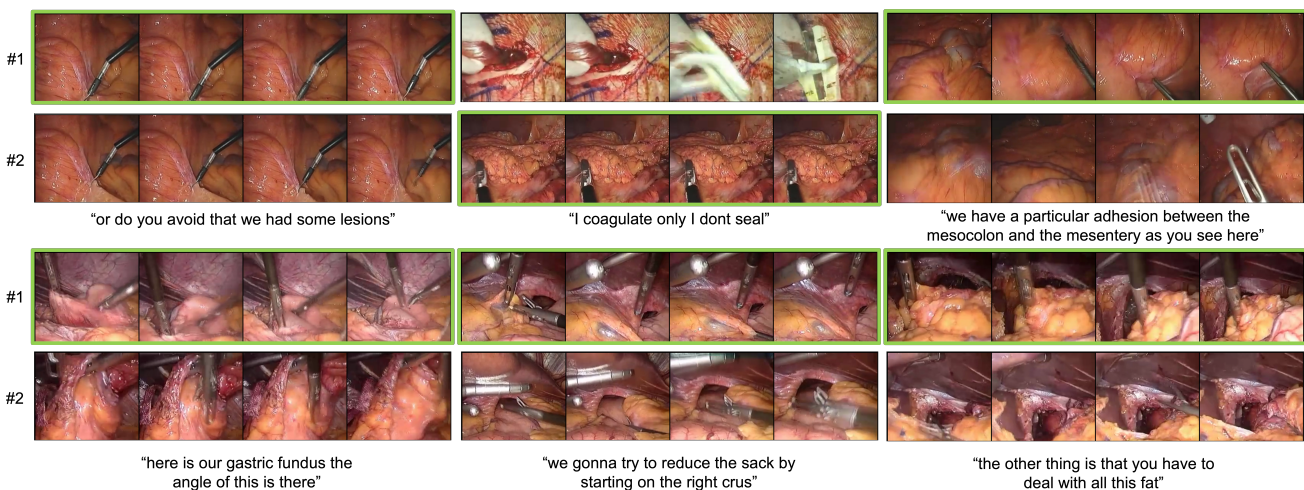 #1
#2
“or do you avoid that we had some lesions”
“I coagulate only I dont seal”
“we have a particular adhesion between the
mesocolon and the mesentery as you see here”
#1
#2
“here is our gastric fundus the
angle of this is there”
“we gonna try to reduce the sack by
starting on the right crus”
“the other thing is that you have to
deal with all this fat”